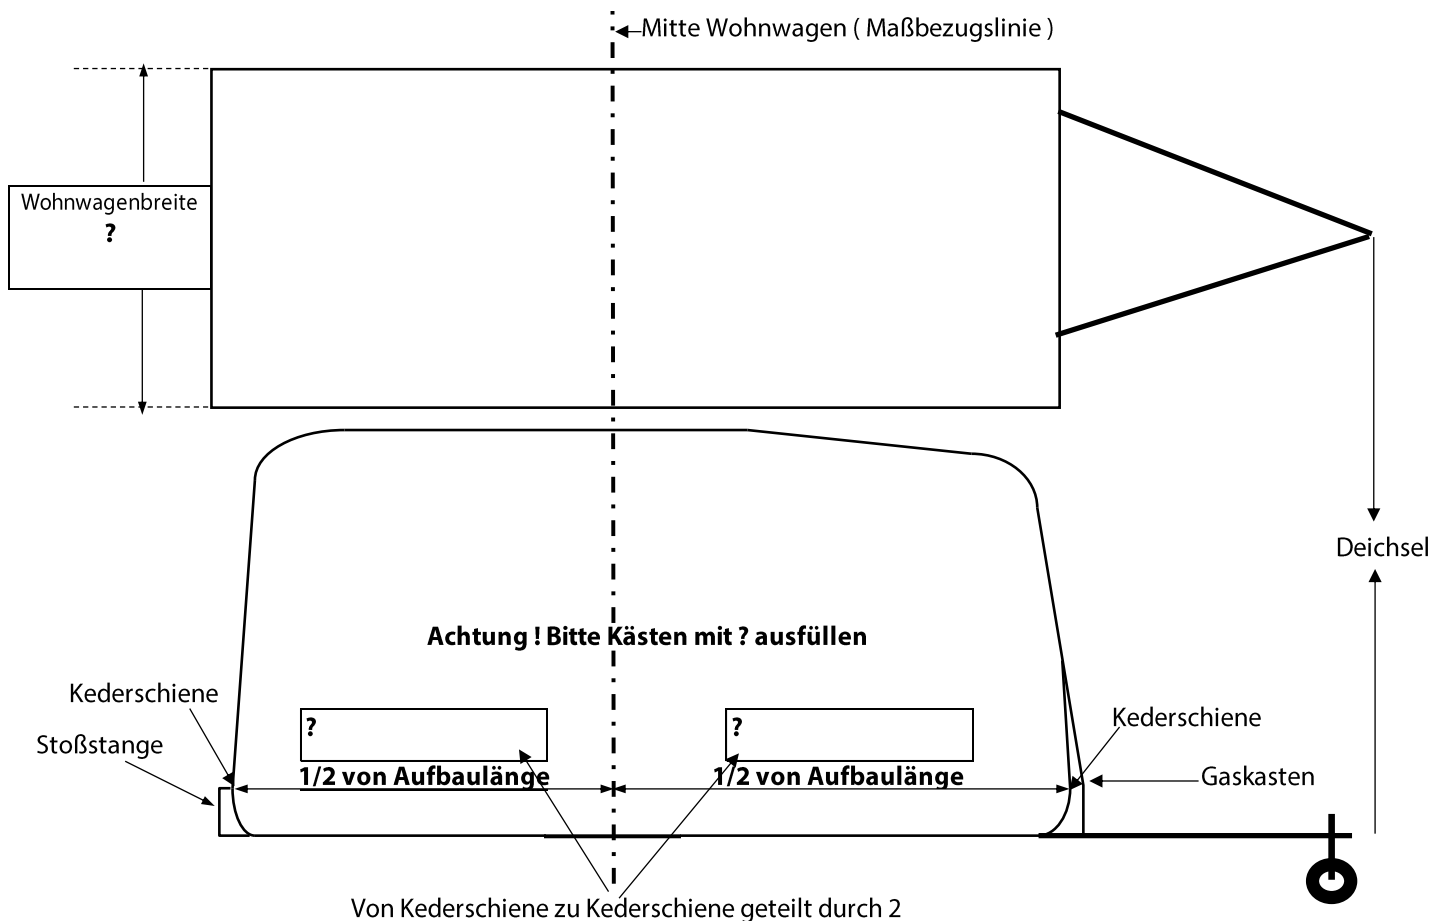 Mitte Wohnwagen ( Maßbezugslinie )
Wohnwagenbreite
?
Deichsel
Achtung ! Bitte Kästen mit ? ausfüllen
Kederschiene
Stoßstange
?
?
Kederschiene
1/2 von Aufbaulänge
1/2 von Aufbaulänge
Gaskasten
Von Kederschiene zu Kederschiene geteilt durch 2